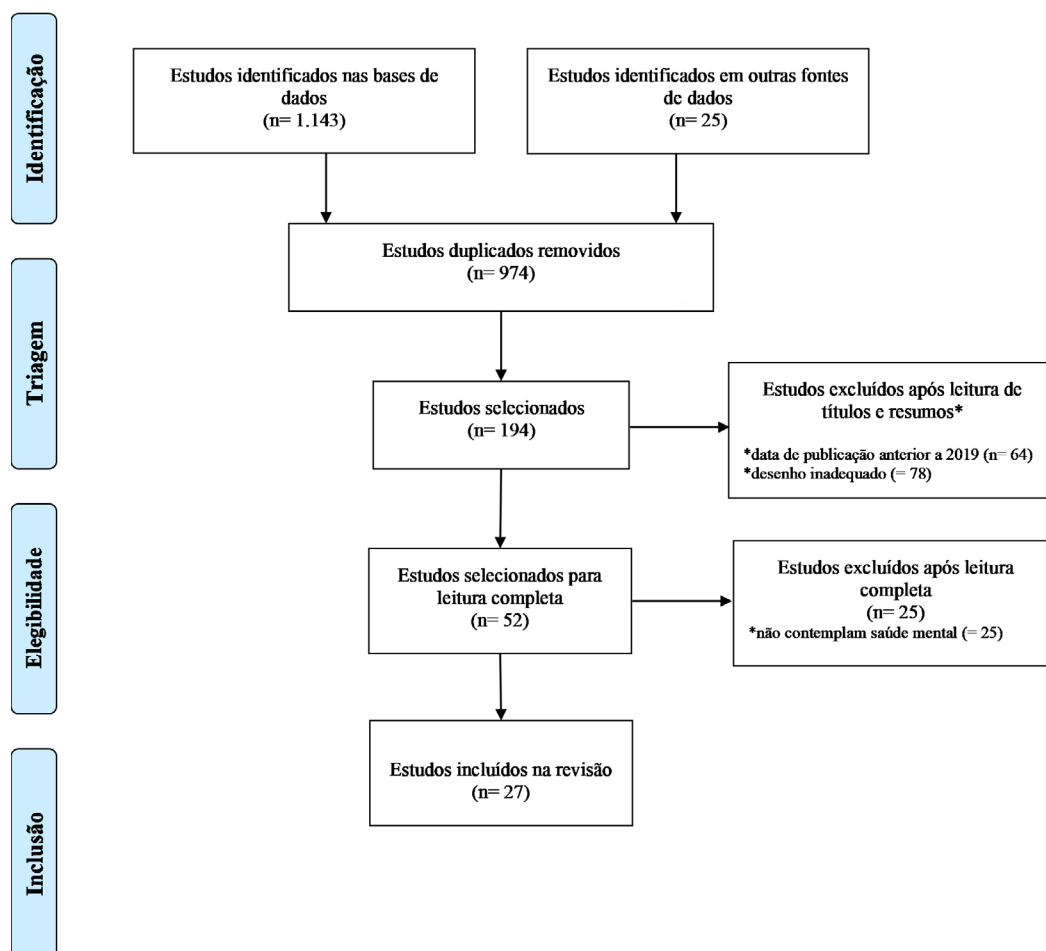 Identificação
Estudos identificados nas bases de
dados
(n= 1.143)
Estudos identificados em outras fontes
de dados
(n= 25)
Estudos duplicados removidos
(n= 974)
Triagem
Estudos selecionados
(n= 194)
Estudos excluídos após leitura de
títulos e resumos*
*data de publicação anterior a 2019 (n= 64)
*desenho inadequado (= 78)
Elegibilidade
Estudos selecionados para
leitura completa
(n= 52)
Estudos excluídos após leitura
completa
(n= 25)
*não contemplam saúde mental (= 25)
Inclusão
Estudos incluídos na revisão
(n= 27)